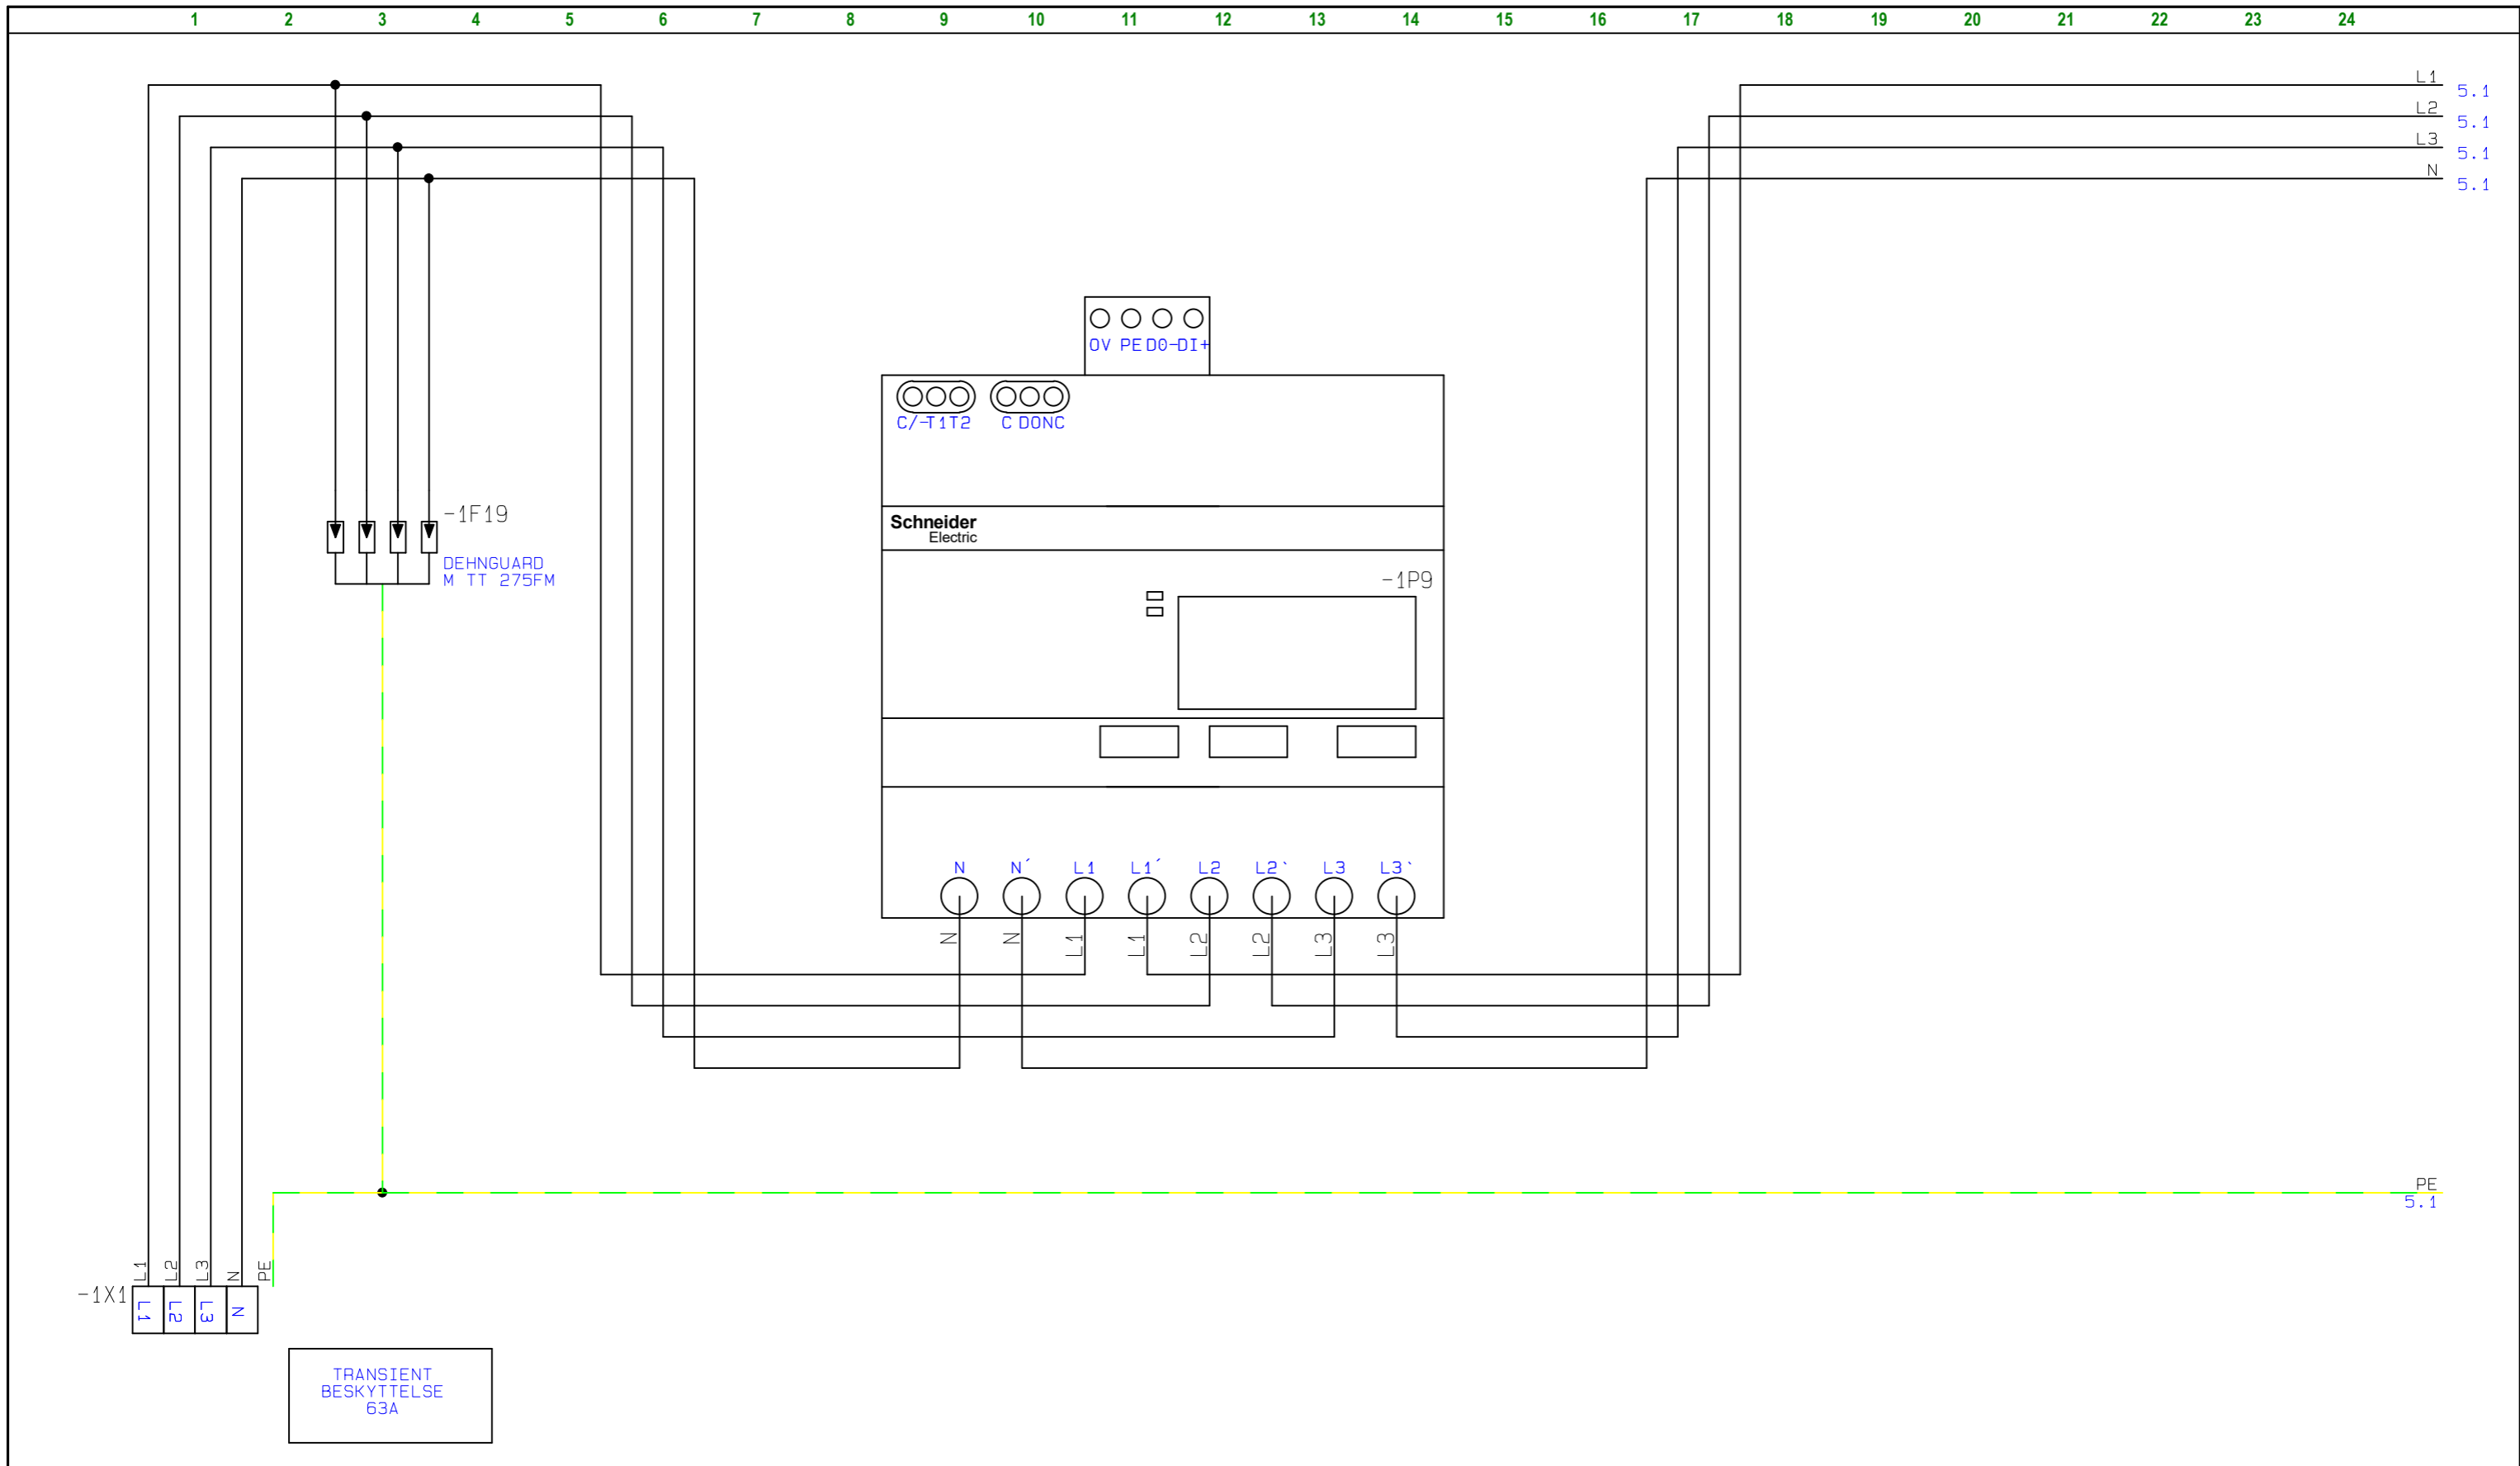 1 2 3 4 5 6 7 8 9 10 11 12 13 14 15 16 17 18 19 20 21 22 23 24
L1
5.1
L2
5.1
L3
5.1
N
5.1
0V PE D0- DI+
C/- T1 T2
C DO NC
-1F19
DEHNGUARD
M TT 275FM
Schneider
Electric
-1P9
N N´ L1 L1´ L2 L2` L3 L3`
N N L1 L1 L2 L2 L3 L3
PE
5.1
L1 L2 L3 N PE
-1X1
L1 L2 L3 N
TRANSIENT
BESKYTTELSE
63A